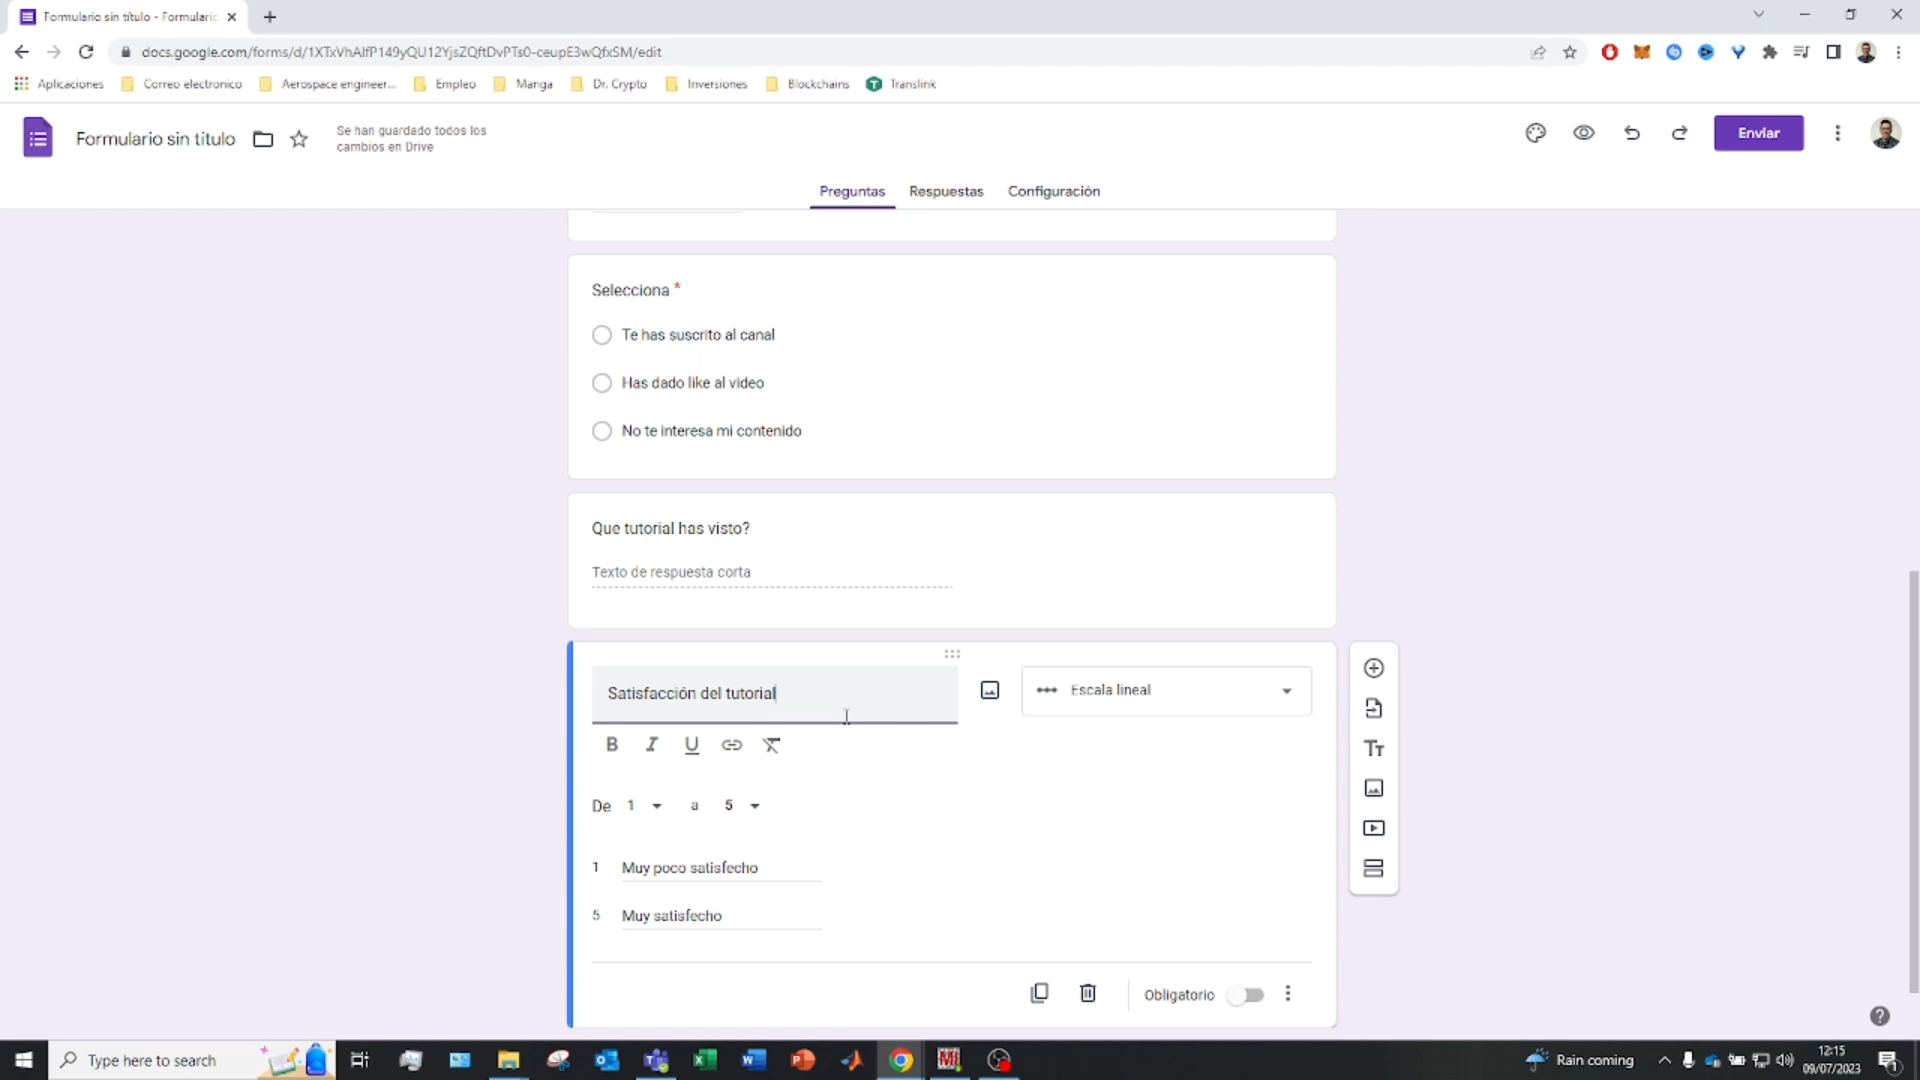 Formulario sin título - Formulario
docs.google.com/forms/d/1XTxVhAlfP149yQU12YjsZQftDvPTs0-ceupE3wQfxSM/edit
Aplicaciones
Correo electronico
Aerospace engineer...
Empleo
Manga
Dr. Crypto
Inversiones
Blockchains
Translink
Formulario sin título
Se han guardado todos los
cambios en Drive
Enviar
Preguntas
Respuestas
Configuración
Selecciona *
Te has suscrito al canal
Has dado like al video
No te interesa mi contenido
Que tutorial has visto?
Texto de respuesta corta
Satisfacción del tutorial
Escala lineal
B I U
De 1 a 5
1 Muy poco satisfecho
5 Muy satisfecho
Obligatorio
Type here to search
Rain coming
12:15
09/07/2023